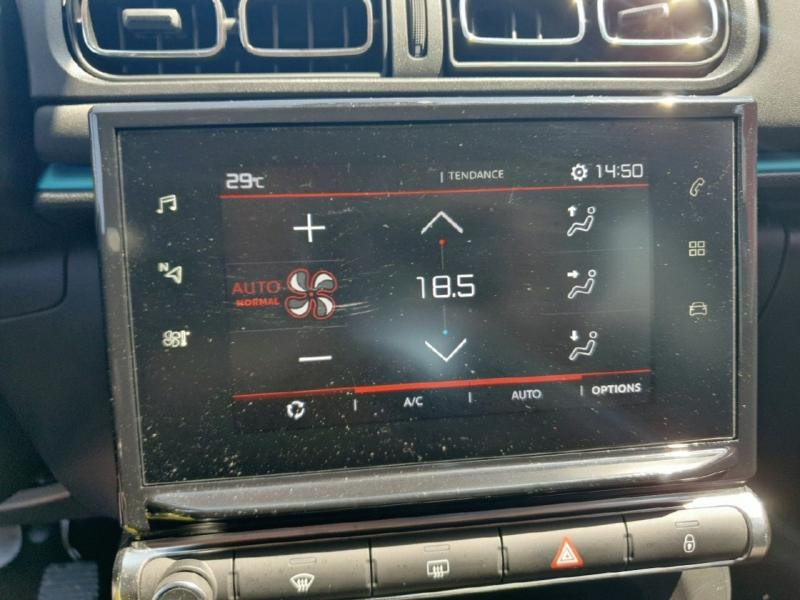 29°C | TENDANCE 14:50
N
AUTO
NORMAL
18.5
| A/C | AUTO | OPTIONS